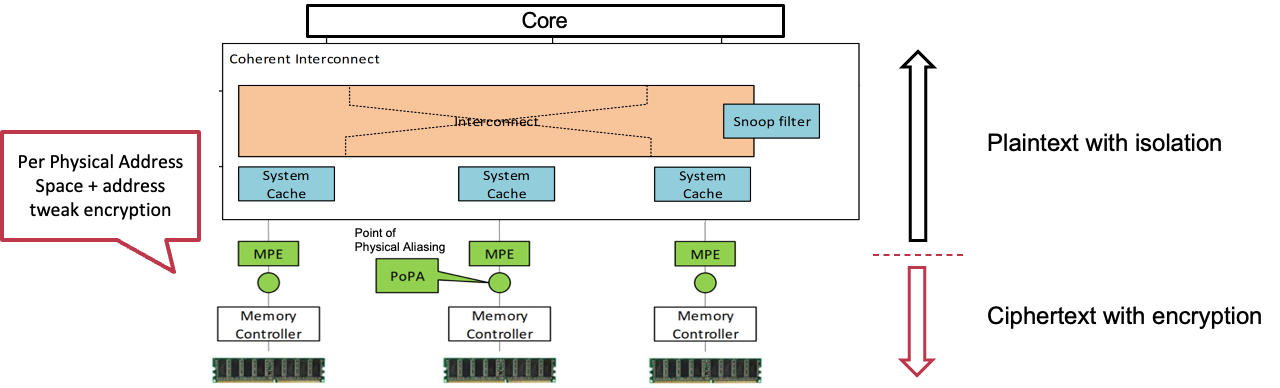 Core
Coherent Interconnect
Interconnect
Snoop filter
System
Cache
System
Cache
System
Cache
Per Physical Address
Space + address
tweak encryption
Plaintext with isolation
MPE
Point of
Physical Aliasing
MPE
MPE
PoPA
Memory
Controller
Memory
Controller
Memory
Controller
Ciphertext with encryption